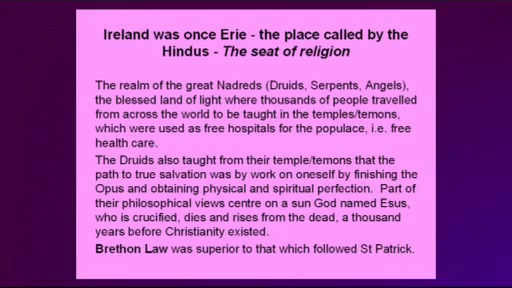 Ireland was once Erie - the place called by the
Hindus - The seat of religion
The realm of the great Nadreds (Druids, Serpents, Angels),
the blessed land of light where thousands of people travelled
from across the world to be taught in the temples/temons,
which were used as free hospitals for the populace, i.e. free
health care.
The Druids also taught from their temple/temons that the
path to true salvation was by work on oneself by finishing the
Opus and obtaining physical and spiritual perfection. Part of
their philosophical views centre on a sun God named Esus,
who is crucified, dies and rises from the dead, a thousand
years before Christianity existed.
Brethon Law was superior to that which followed St Patrick.